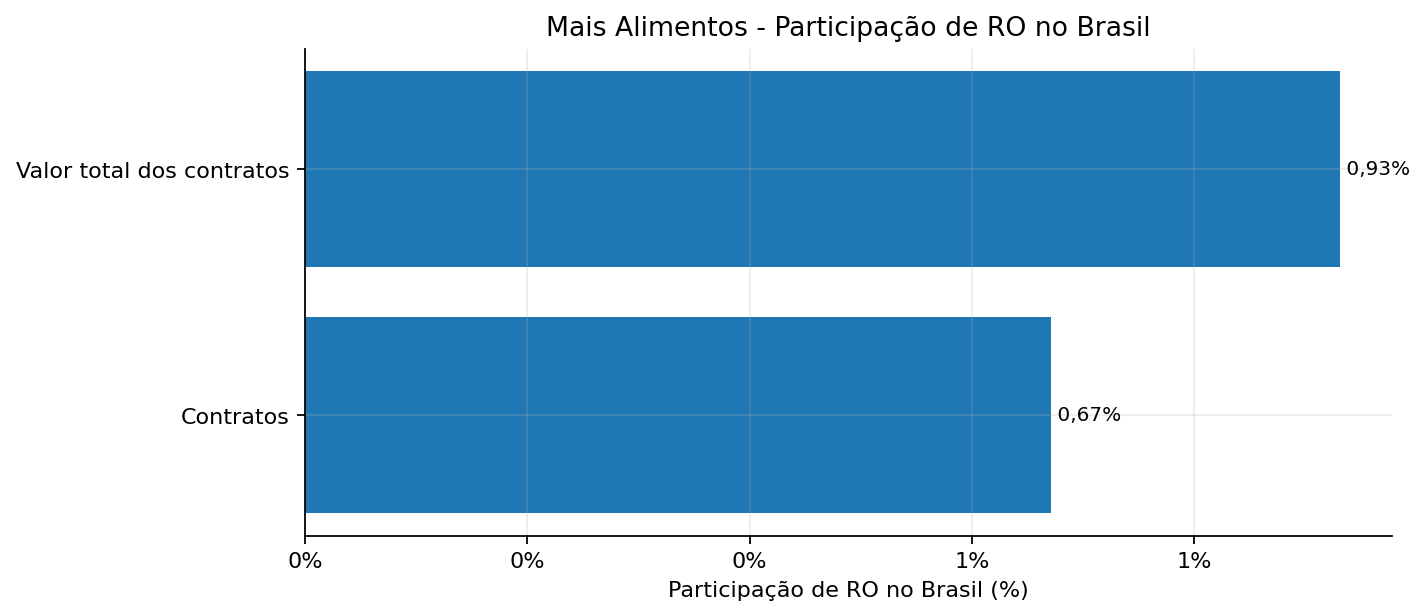 Mais Alimentos - Participação de RO no Brasil
Valor total dos contratos
0,93%
Contratos
0,67%
0% 0% 0% 1% 1%
Participação de RO no Brasil (%)